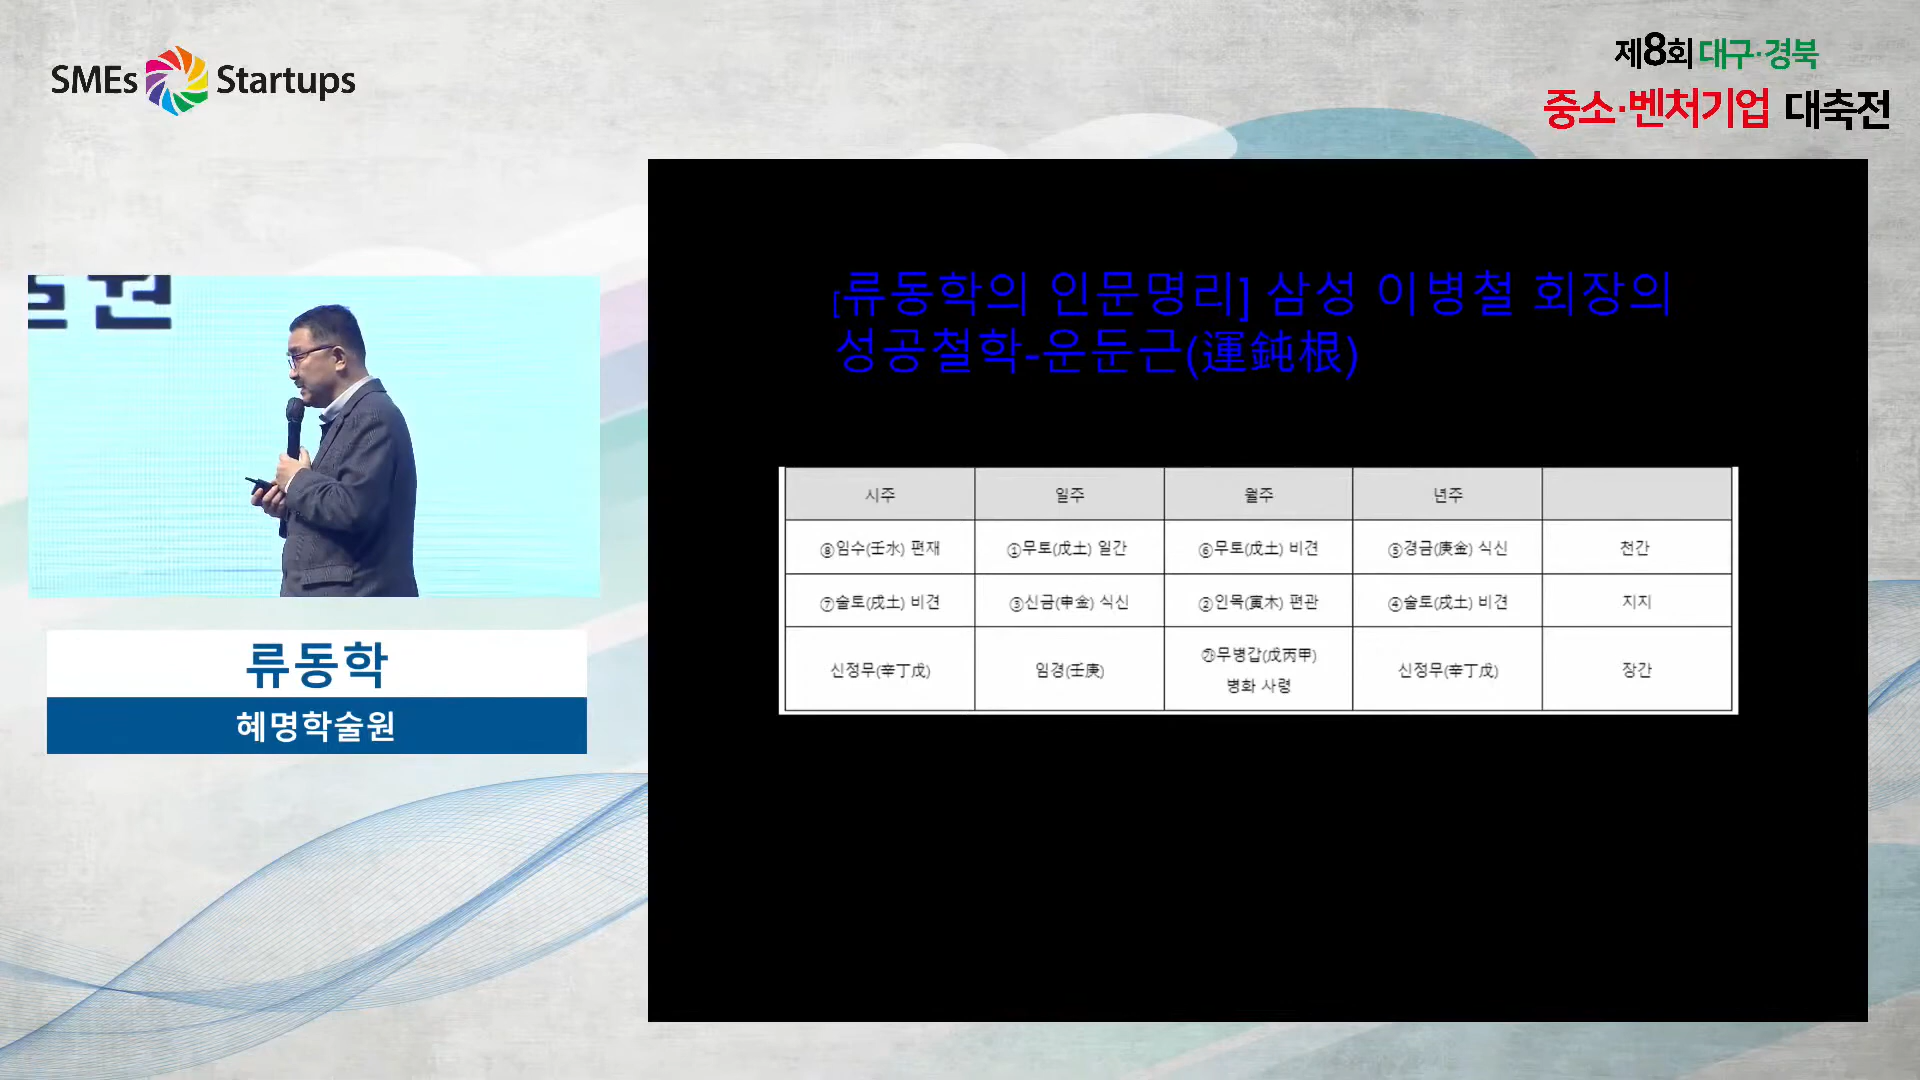 SMEs Startups
제8회 대구·경북
중소·벤처기업 대축전
[류동학의 인문명리] 삼성 이병철 회장의
성공철학-운둔근(運鈍根)
시주 일주 월주 년주
⑧임수(壬水) 편재 ①무토(戊土) 일간 ⑥무토(戊土) 비견 ⑤경금(庚金) 식신 천간
⑦술토(戌土) 비견 ③신금(申金) 식신 ②인목(寅木) 편관 ④술토(戌土) 비견 지지
신정무(辛丁戊) 임경(壬庚) 무병갑(戊丙甲) 병화 사령 신정무(辛丁戊) 장간
류동학
혜명학술원